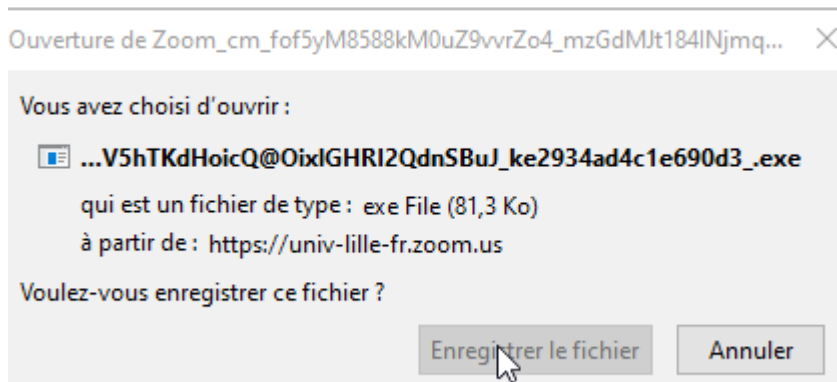 Ouverture de Zoom_cm_fof5yM8588kM0uZ9vvrZo4_mzGdMJt184lNjmq...
Vous avez choisi d'ouvrir :
...V5hTKdHoicQ@OixlGHRI2QdnSBuJ_ke2934ad4c1e690d3_.exe
qui est un fichier de type : exe File (81,3 Ko)
à partir de : https://univ-lille-fr.zoom.us
Voulez-vous enregistrer ce fichier ?
Enregistrer le fichier Annuler